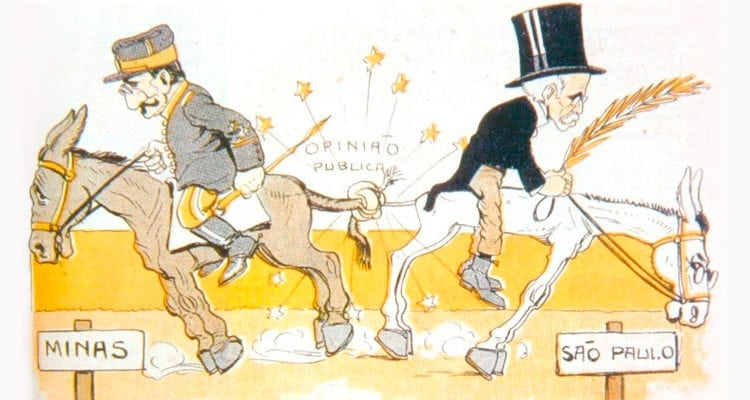 OPINIÃO
PUBLICA
MINAS
SÃO PAULO